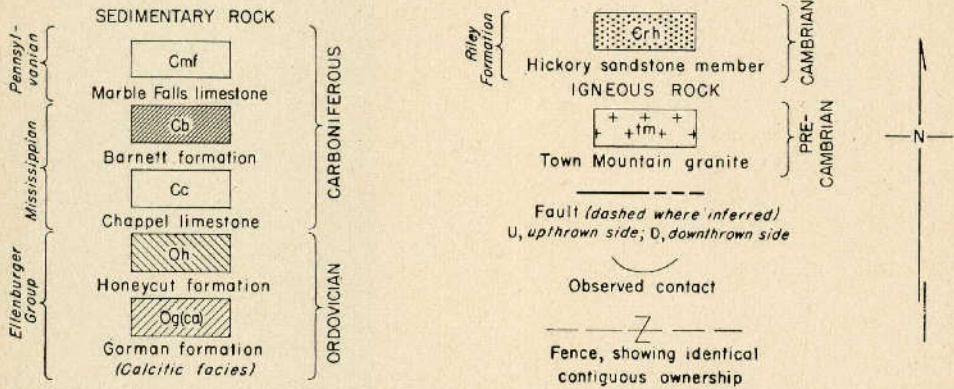 SEDIMENTARY ROCK
Pennsyl-
vanian
Cmf
Marble Falls limestone
Mississippian
Cb
Barnett formation
Cc
Chappel limestone
CARBONIFEROUS
Ellenburger
Group
Oh
Honeycut formation
Og(ca)
Gorman formation
(Calcitic facies)
ORDOVICIAN
Riley
Formation
Ꞓrh
Hickory sandstone member
CAMBRIAN
IGNEOUS ROCK
tm
Town Mountain granite
PRE-
CAMBRIAN
Fault (dashed where inferred)
U, upthrown side; D, downthrown side
Observed contact
Z
Fence, showing identical
contiguous ownership
N